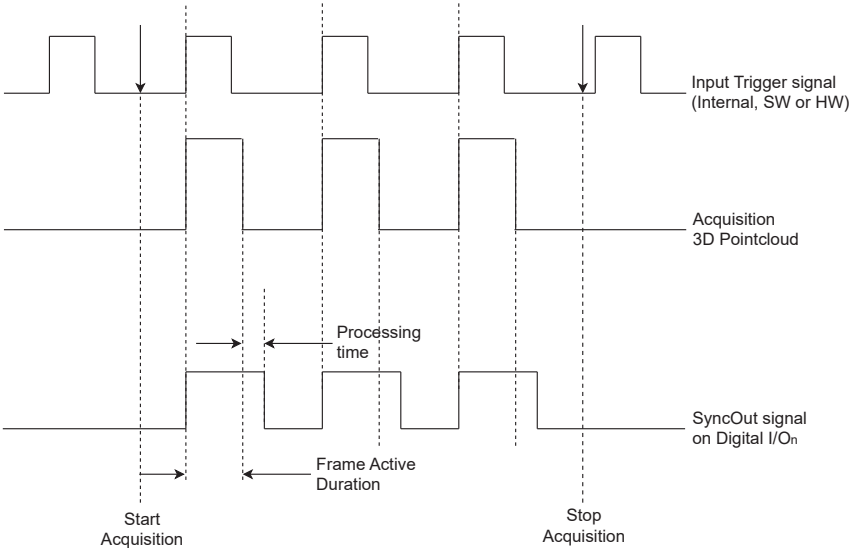 Input Trigger signal
(Internal, SW or HW)
Acquisition
3D Pointcloud
Processing
time
SyncOut signal
on Digital I/On
Frame Active
Duration
Start
Acquisition
Stop
Acquisition